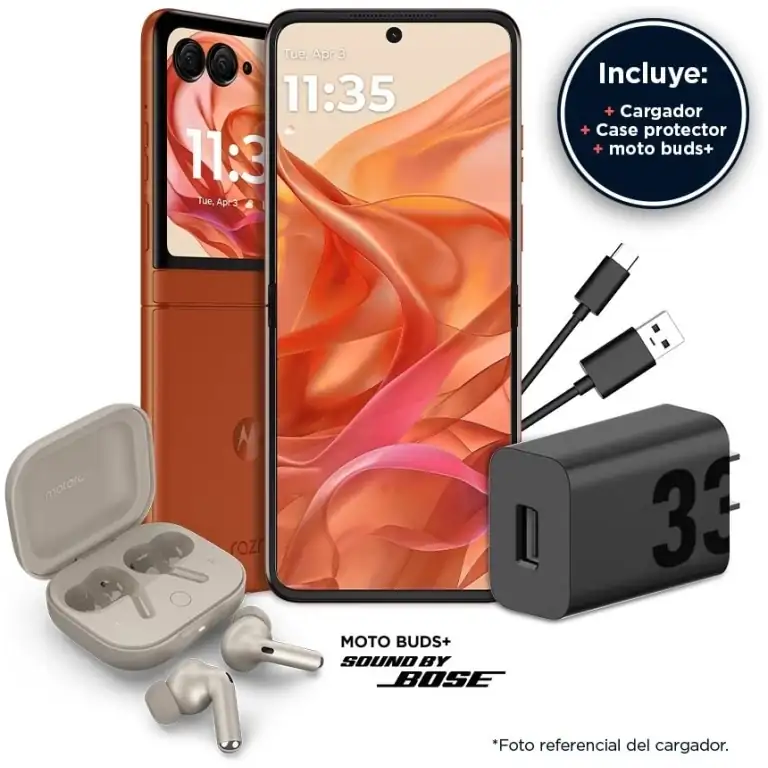 Incluye:
+ Cargador
+ Case protector
+ moto buds+
Tue, Apr 3
11:35
11:3
Tue, Apr 3
razr
33
MOTO BUDS+
SOUND BY
BOSE
*Foto referencial del cargador.